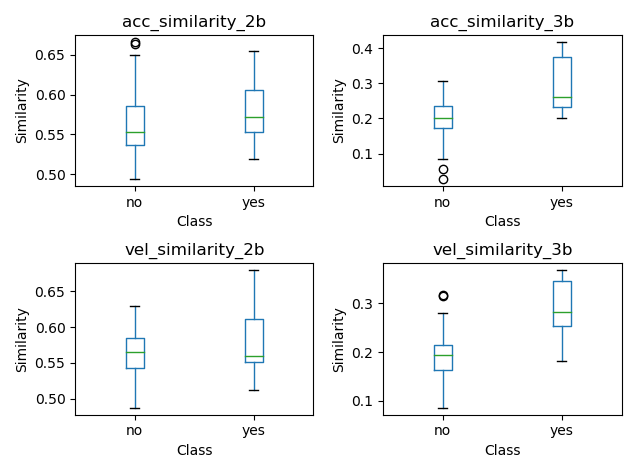 acc_similarity_2b
Similarity
0.65
0.60
0.55
0.50
no
yes
Class
acc_similarity_3b
Similarity
0.4
0.3
0.2
0.1
no
yes
Class
vel_similarity_2b
Similarity
0.65
0.60
0.55
0.50
no
yes
Class
vel_similarity_3b
Similarity
0.3
0.2
0.1
no
yes
Class